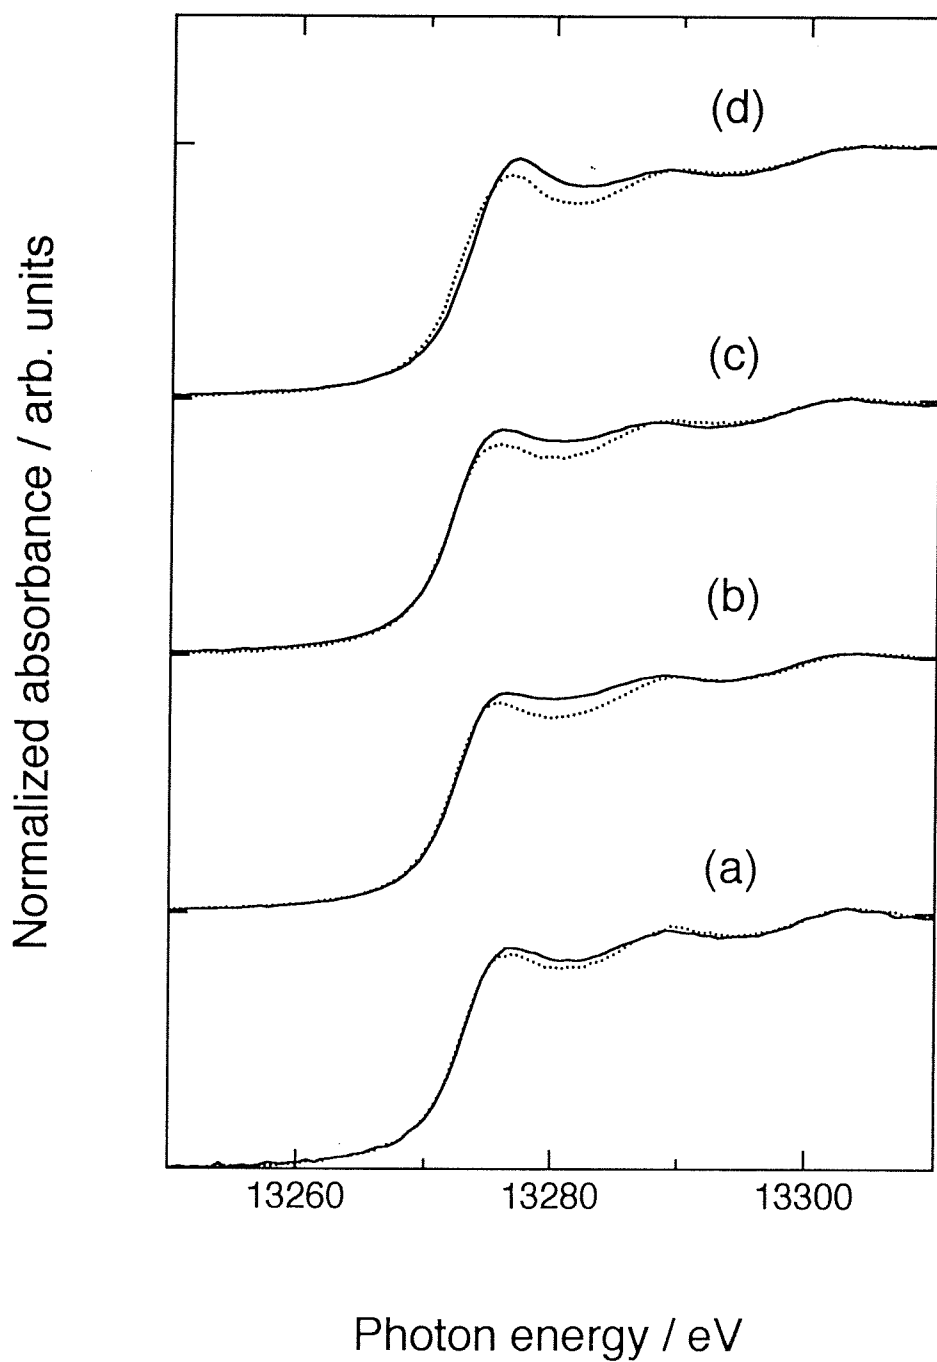 (d)
(c)
(b)
(a)
Normalized absorbance / arb. units
13260
13280
13300
Photon energy / eV